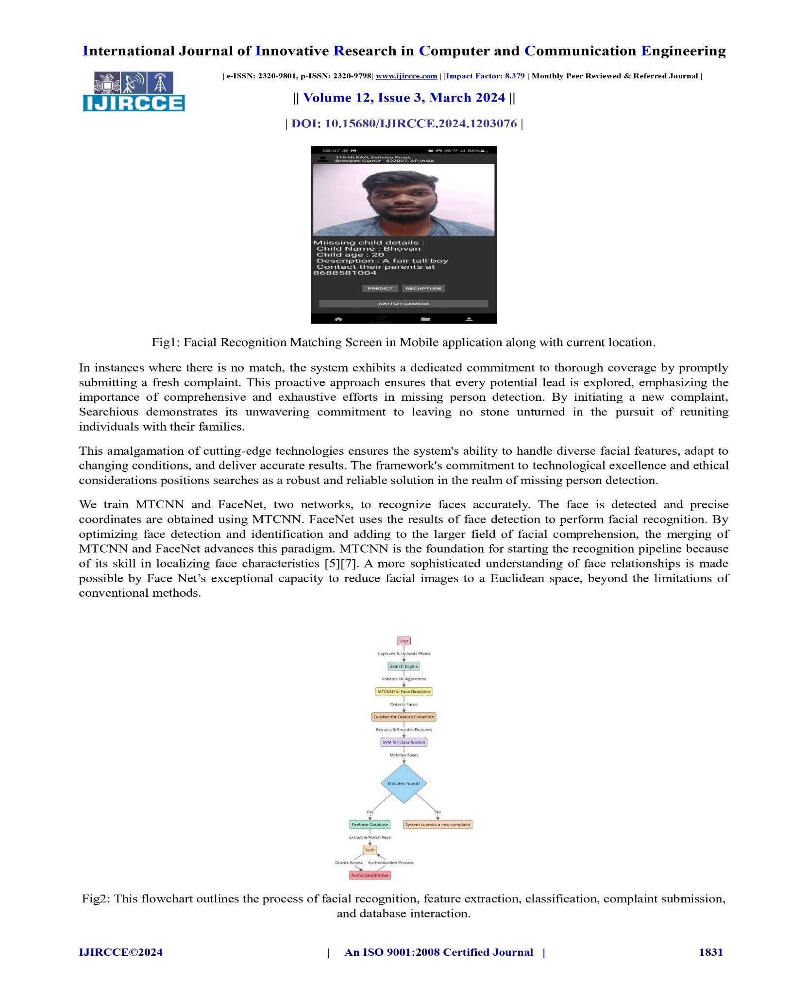 International Journal of Innovative Research in Computer and Communication Engineering
| e-ISSN: 2320-9801, p-ISSN: 2320-9798| www.ijircce.com | |Impact Factor: 8.379 | Monthly Peer Reviewed & Referred Journal |
IJIRCCE
|| Volume 12, Issue 3, March 2024 ||
| DOI: 10.15680/IJIRCCE.2024.1203076 |
03:37
56%
316-NLRAO, Saibaba Road,
Brodipet, Guntur - 522007, AP, India
Miissing child details :
Child Name : Bhovan
Child age : 20
Description : A fair tall boy
Contact their parents at
8688581004
PREDICT RECAPTURE
SWITCH CAMERA
Camera
Fig1: Facial Recognition Matching Screen in Mobile application along with current location.
In instances where there is no match, the system exhibits a dedicated commitment to thorough coverage by promptly
submitting a fresh complaint. This proactive approach ensures that every potential lead is explored, emphasizing the
importance of comprehensive and exhaustive efforts in missing person detection. By initiating a new complaint,
Searchious demonstrates its unwavering commitment to leaving no stone unturned in the pursuit of reuniting
individuals with their families.
This amalgamation of cutting-edge technologies ensures the system's ability to handle diverse facial features, adapt to
changing conditions, and deliver accurate results. The framework's commitment to technological excellence and ethical
considerations positions searches as a robust and reliable solution in the realm of missing person detection.
We train MTCNN and FaceNet, two networks, to recognize faces accurately. The face is detected and precise
coordinates are obtained using MTCNN. FaceNet uses the results of face detection to perform facial recognition. By
optimizing face detection and identification and adding to the larger field of facial comprehension, the merging of
MTCNN and FaceNet advances this paradigm. MTCNN is the foundation for starting the recognition pipeline because
of its skill in localizing face characteristics [5][7]. A more sophisticated understanding of face relationships is made
possible by Face Net’s exceptional capacity to reduce facial images to a Euclidean space, beyond the limitations of
conventional methods.
User
Captures & Uploads Photo
Search Engine
Initiates FR Algorithms
MTCNN for Face Detection
Detects Faces
FaceNet for Feature Extraction
Extracts & Encodes Features
SVM for Classification
Matches Faces
Matches Found?
Yes No
Firebase Database System submits a new complaint
Extract & Match Keys
Auth
Grants Access Authentication Process
Authorized Entities
Fig2: This flowchart outlines the process of facial recognition, feature extraction, classification, complaint submission,
and database interaction.
IJIRCCE©2024 | An ISO 9001:2008 Certified Journal | 1831